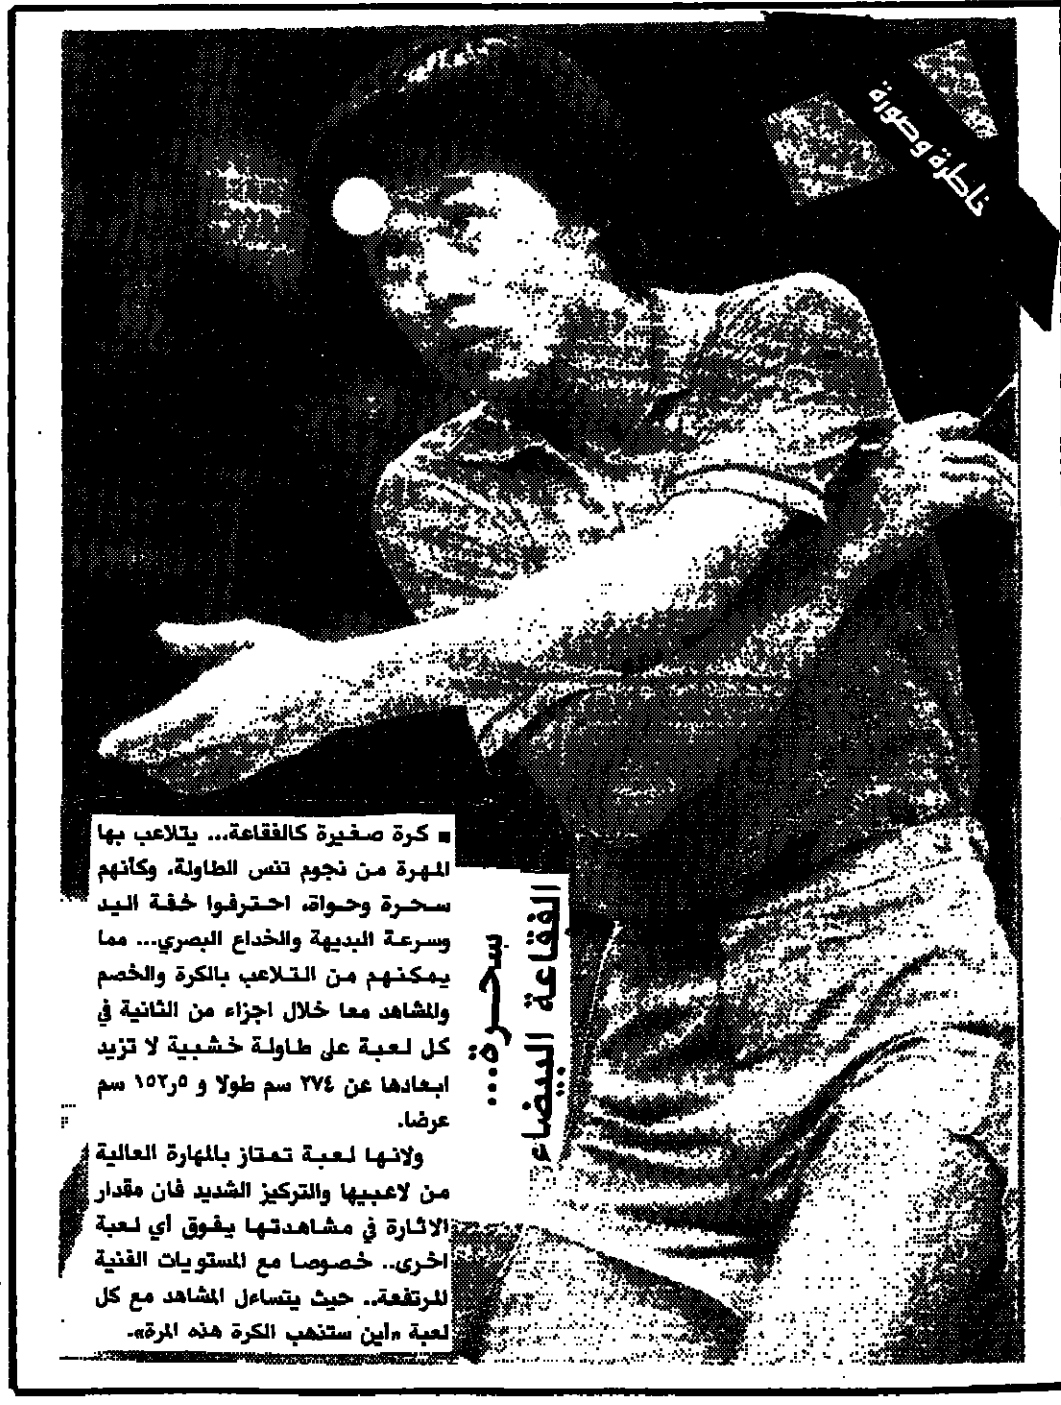 خاطرة وصورة
سحرة...
الفقاعة البيضاء
■ كرة صغيرة كالفقاعة... يتلاعب بها
المهرة من نجوم تنس الطاولة، وكأنهم
سحرة وحواة، احترفوا خفة اليد
وسرعة البديهة والخداع البصري... مما
يمكنهم من التلاعب بالكرة والخصم
والمشاهد معا خلال اجزاء من الثانية في
كل لعبة على طاولة خشبية لا تزيد
ابعادها عن ٢٧٤ سم طولا و ٥ر١٥٢ سم
عرضا.
ولانها لعبة تمتاز بالمهارة العالية
من لاعبيها والتركيز الشديد فان مقدار
الاثارة في مشاهدتها يفوق أي لعبة
اخرى.. خصوصا مع المستويات الفنية
المرتفعة.. حيث يتساءل المشاهد مع كل
لعبة «أين ستذهب الكرة هذه المرة».